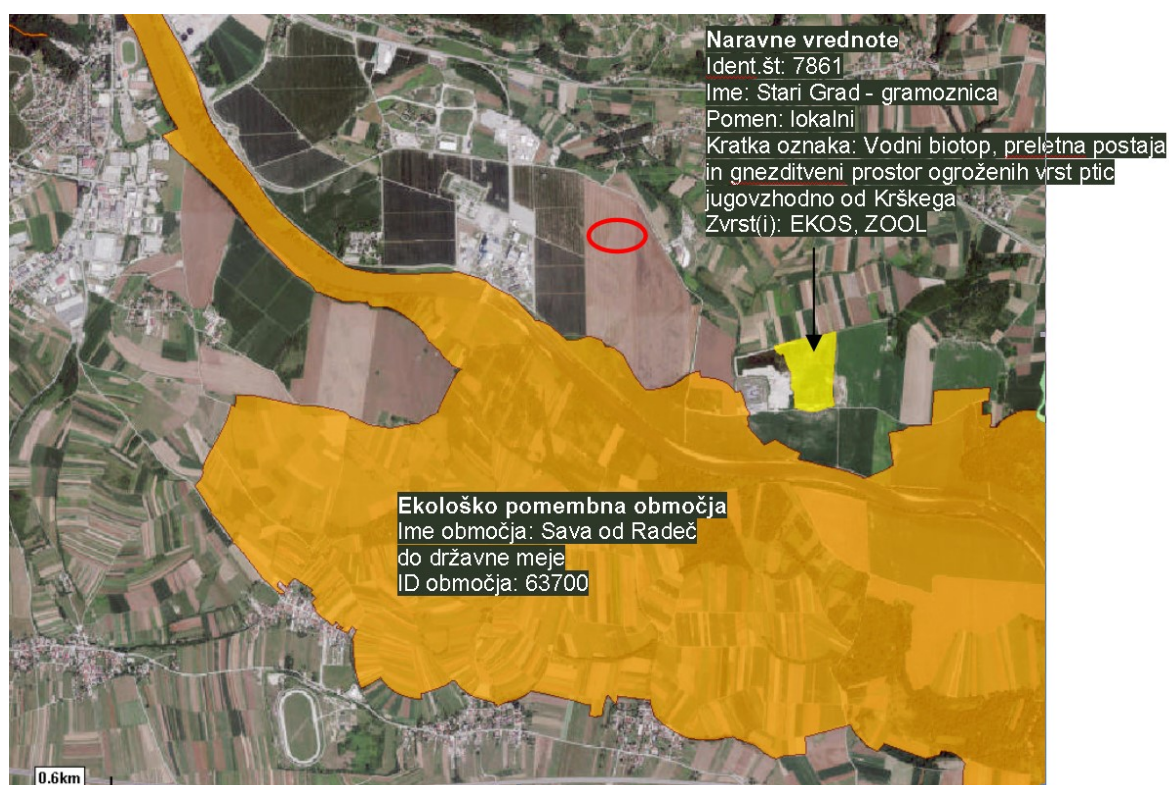 Naravne vrednote
Ident.št: 7861
Ime: Stari Grad - gramoznica
Pomen: lokalni
Kratka oznaka: Vodni biotop, preletna postaja
in gnezditveni prostor ogroženih vrst ptic
jugovzhodno od Krškega
Zvrst(i): EKOS, ZOOL
Ekološko pomembna območja
Ime območja: Sava od Radeč
do državne meje
ID območja: 63700
0.6km